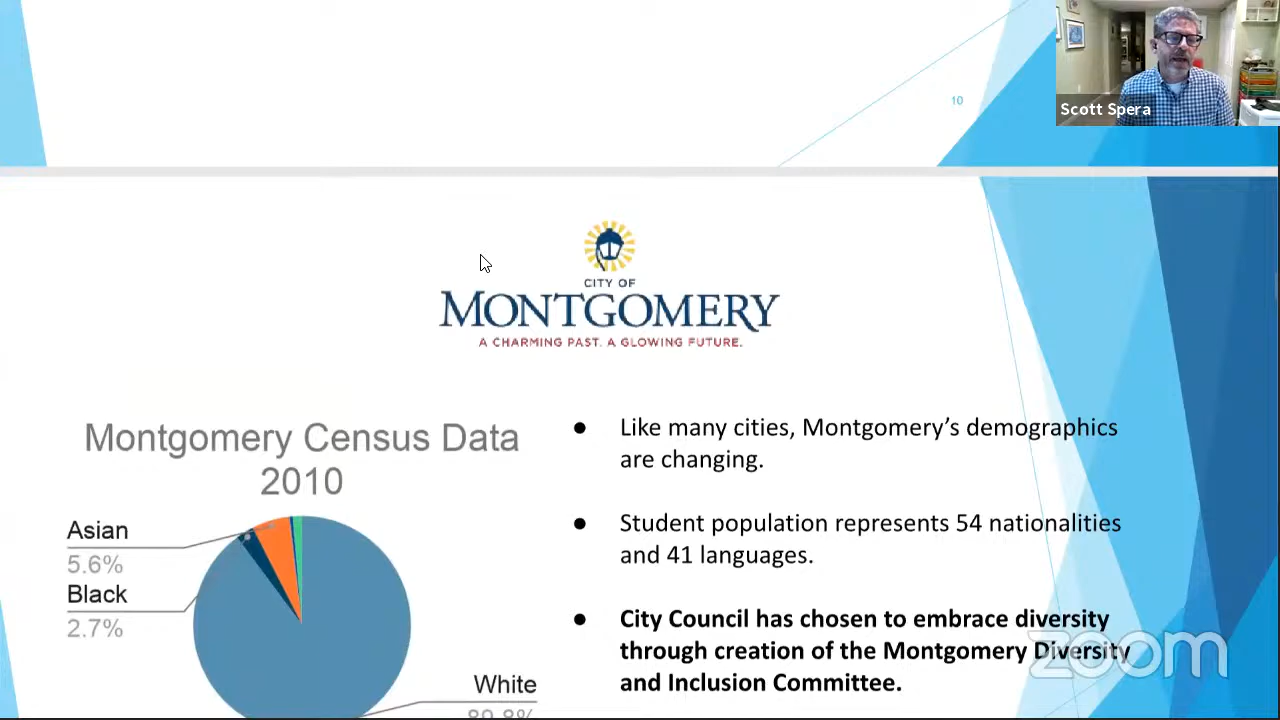 10
Scott Spera
CITY OF
MONTGOMERY
A CHARMING PAST. A GLOWING FUTURE.
Montgomery Census Data
2010
Asian
5.6%
Black
2.7%
White
89.8%
● Like many cities, Montgomery’s demographics
are changing.
● Student population represents 54 nationalities
and 41 languages.
● City Council has chosen to embrace diversity
through creation of the Montgomery Diversity
and Inclusion Committee.
zoom